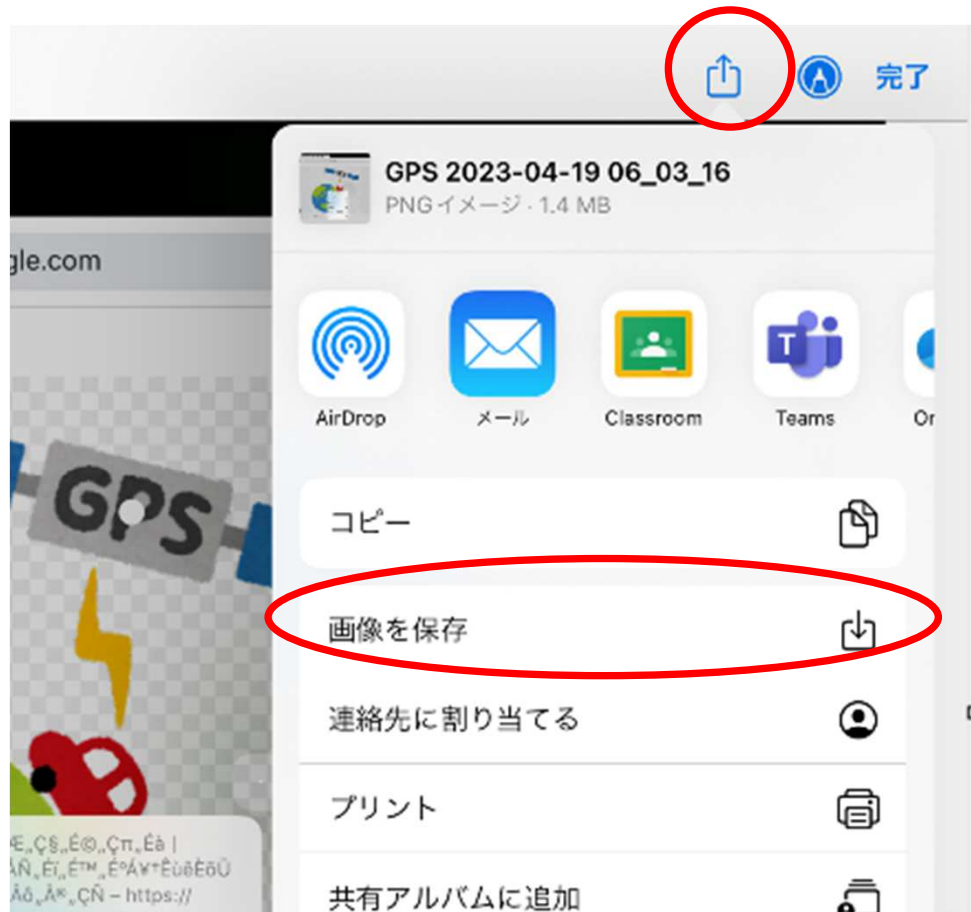 完了
GPS 2023-04-19 06_03_16
PNGイメージ · 1.4 MB
gle.com
AirDrop
メール
Classroom
Teams
Or
GPS
コピー
画像を保存
連絡先に割り当てる
プリント
共有アルバムに追加
– https://